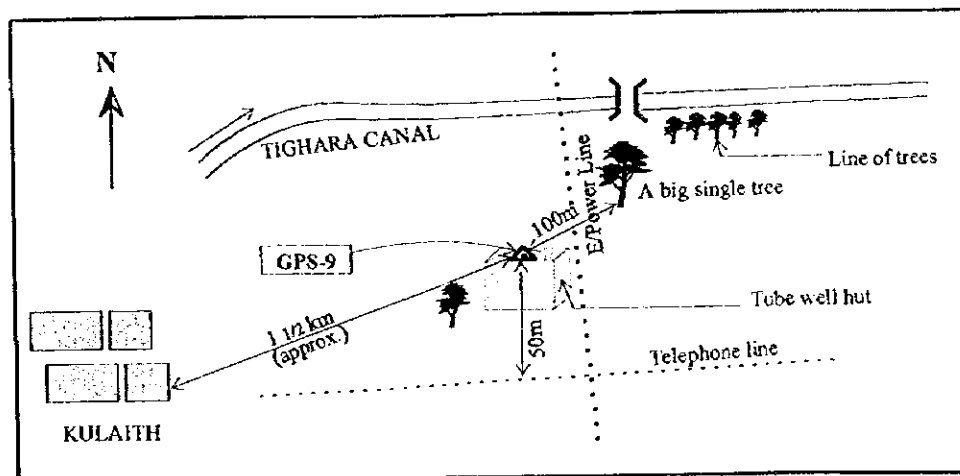 N
TIGHARA CANAL
E/Power Line
Line of trees
A big single tree
100m
GPS-9
Tube well hut
1 1/2 km
(approx.)
50m
Telephone line
KULAITH